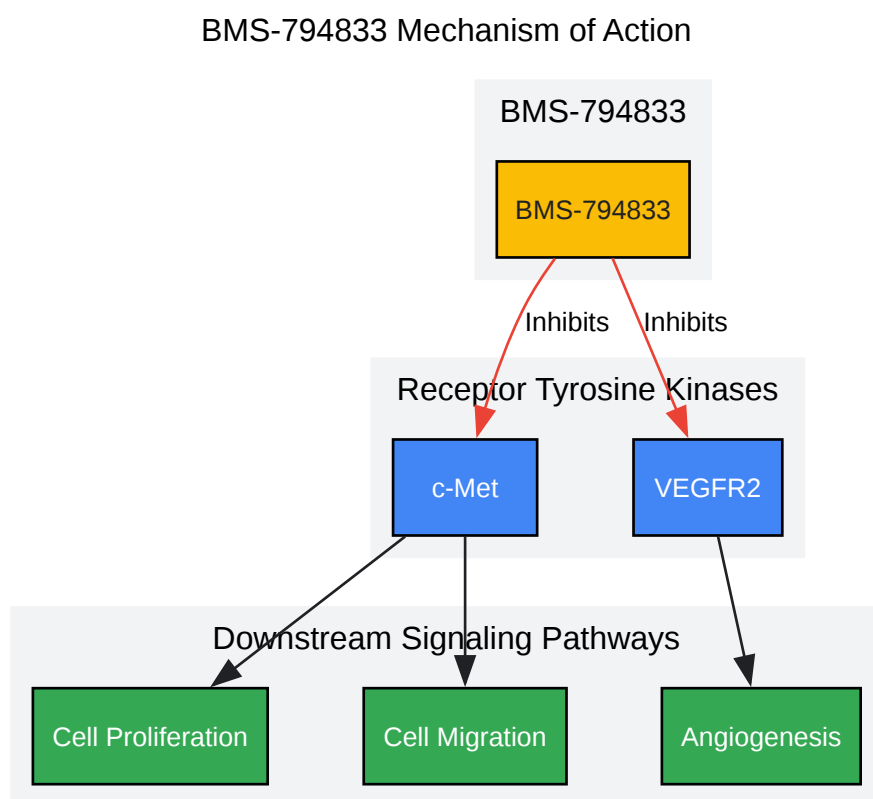 BMS-794833 Mechanism of Action
BMS-794833
BMS-794833
Inhibits
Inhibits
Receptor Tyrosine Kinases
c-Met
VEGFR2
Downstream Signaling Pathways
Cell Proliferation
Cell Migration
Angiogenesis